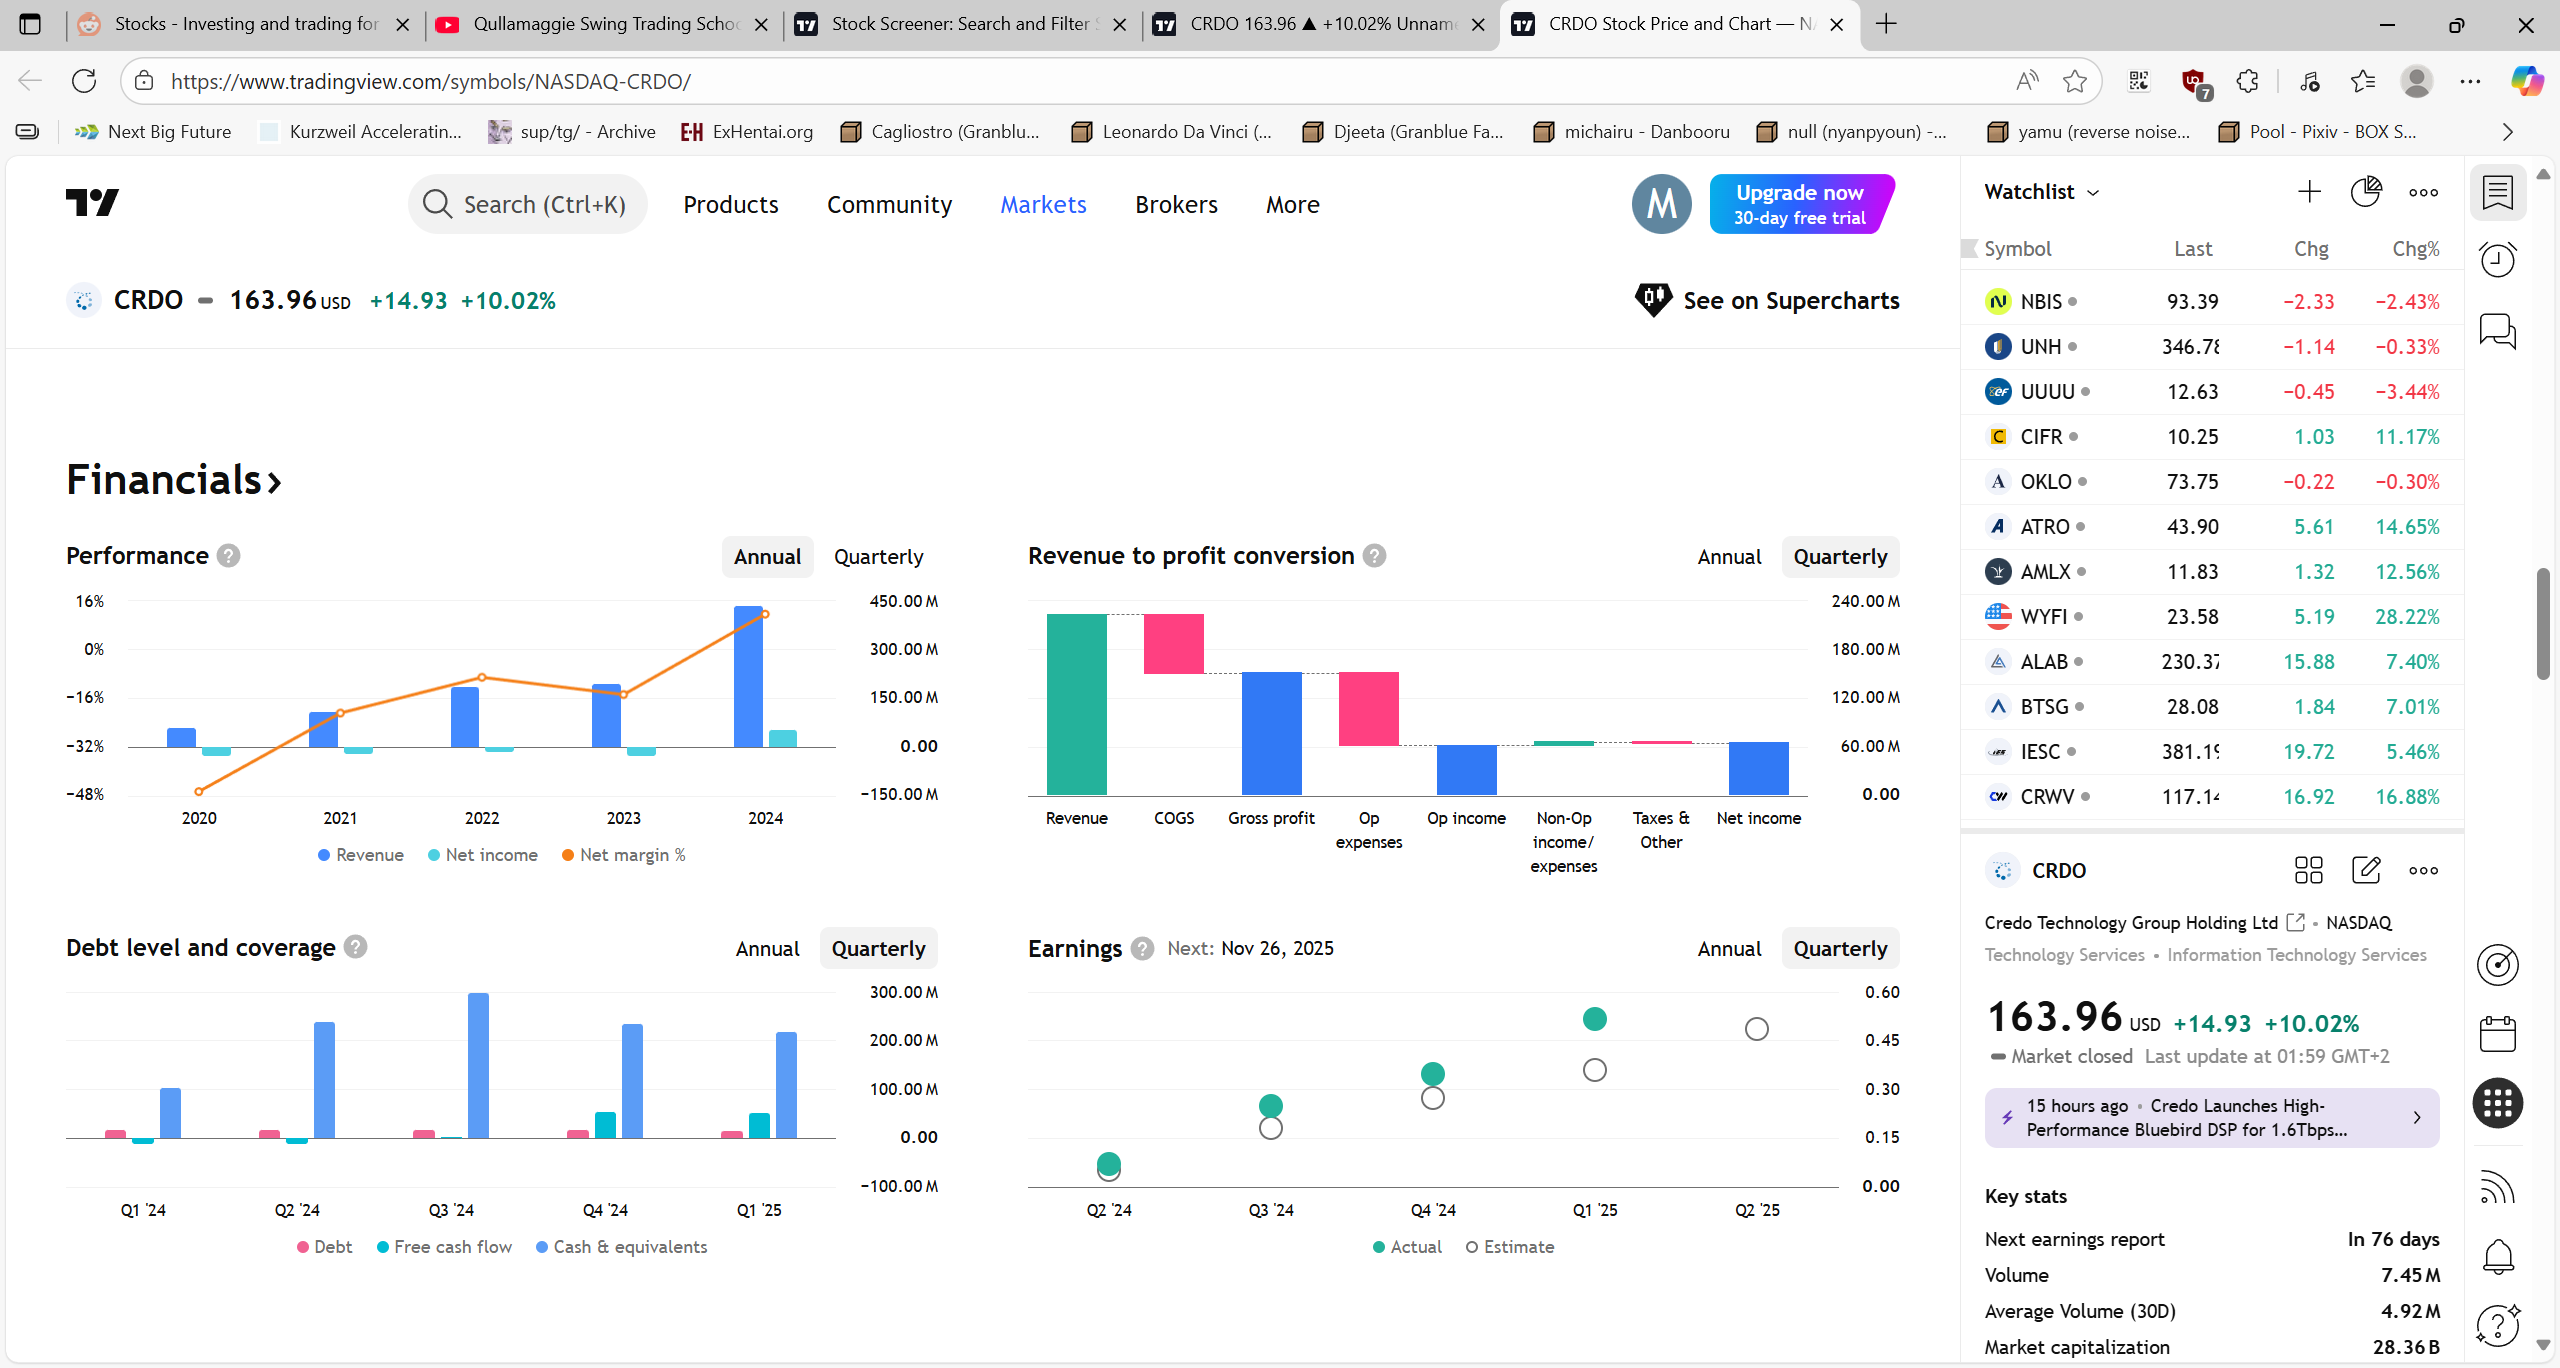 Stocks - Investing and trading for
Qullamaggie Swing Trading Schoo
Stock Screener: Search and Filter S
CRDO 163.96 ▲ +10.02% Unname
CRDO Stock Price and Chart — NA
https://www.tradingview.com/symbols/NASDAQ-CRDO/
7
Next Big Future
Kurzweil Acceleratin...
sup/tg/ - Archive
E-H ExHentai.org
Cagliostro (Granblu...
Leonardo Da Vinci (...
Djeeta (Granblue Fa...
michairu - Danbooru
null (nyanpyoun) -...
yamu (reverse noise...
Pool - Pixiv - BOX S...
Search (Ctrl+K)
Products
Community
Markets
Brokers
More
M
Upgrade now
30-day free trial
CRDO
163.96 USD +14.93 +10.02%
See on Supercharts
Financials
Performance
Annual Quarterly
16%
0%
−16%
−32%
−48%
450.00 M
300.00 M
150.00 M
0.00
−150.00 M
2020 2021 2022 2023 2024
Revenue Net income Net margin %
Revenue to profit conversion
Annual Quarterly
240.00 M
180.00 M
120.00 M
60.00 M
0.00
Revenue
COGS
Gross profit
Op
expenses
Op income
Non-Op
income/
expenses
Taxes &
Other
Net income
Debt level and coverage
Annual Quarterly
300.00 M
200.00 M
100.00 M
0.00
−100.00 M
Q1 '24 Q2 '24 Q3 '24 Q4 '24 Q1 '25
Debt Free cash flow Cash & equivalents
Earnings
Next: Nov 26, 2025
Annual Quarterly
0.60
0.45
0.30
0.15
0.00
Q2 '24 Q3 '24 Q4 '24 Q1 '25 Q2 '25
Actual Estimate
Watchlist
Symbol Last Chg Chg%
NBIS 93.39 −2.33 −2.43%
UNH 346.78 −1.14 −0.33%
UUUU 12.63 −0.45 −3.44%
CIFR 10.25 1.03 11.17%
OKLO 73.75 −0.22 −0.30%
ATRO 43.90 5.61 14.65%
AMLX 11.83 1.32 12.56%
WYFI 23.58 5.19 28.22%
ALAB 230.37 15.88 7.40%
BTSG 28.08 1.84 7.01%
IESC 381.19 19.72 5.46%
CRWV 117.14 16.92 16.88%
CRDO
Credo Technology Group Holding Ltd • NASDAQ
Technology Services • Information Technology Services
163.96 USD +14.93 +10.02%
Market closed Last update at 01:59 GMT+2
15 hours ago • Credo Launches High-
Performance Bluebird DSP for 1.6Tbps...
Key stats
Next earnings report In 76 days
Volume 7.45 M
Average Volume (30D) 4.92 M
Market capitalization 28.36 B